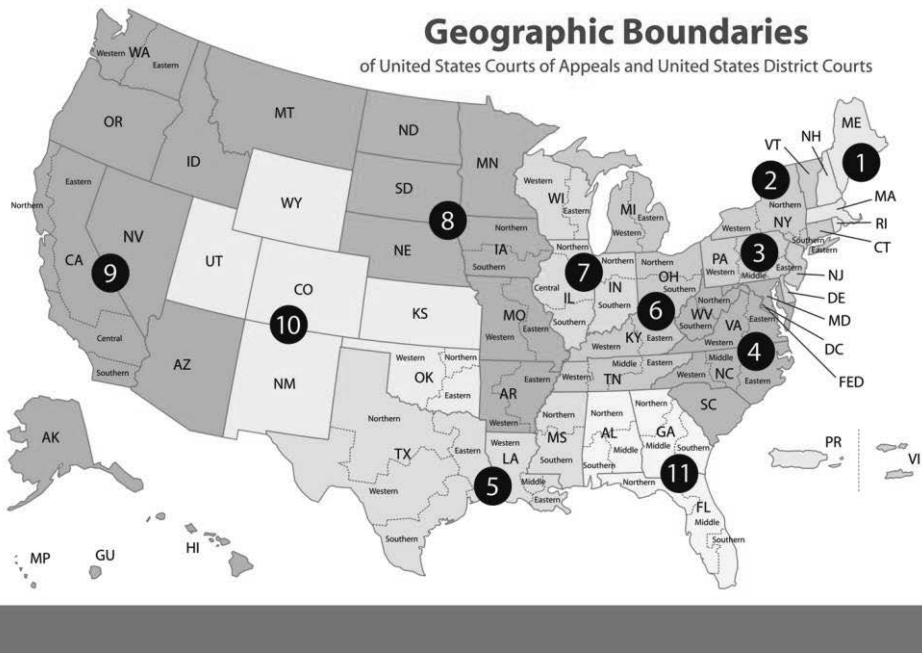 Geographic Boundaries
of United States Courts of Appeals and United States District Courts
Western WA
Eastern
OR
ID
MT
ND
SD
MN
WY
NE
Eastern
Northern
NV
CA
9
Central
Southern
UT
CO
10
AZ
NM
KS
8
Northern
IA
Southern
MO
Eastern
Western
AR
Eastern
Western
Western
Northern
OK
Eastern
Northern
TX
Eastern
Western
Southern
Western
LA
5
Middle
Eastern
Western
WI
Eastern
MI
Eastern
Western
Northern
7
Central
IL
Southern
Northern
IN
Southern
Northern
OH
Southern
6
KY
Western
Eastern
Western
Middle
Eastern
TN
Northern
MS
Southern
Northern
AL
Middle
Southern
Northern
GA
Middle
Southern
11
Northern
FL
Middle
Southern
ME
NH
VT
1
2
Northern
NY
Western
Southern
Eastern
MA
RI
CT
PA
3
Western
Middle
Eastern
NJ
DE
MD
DC
FED
Northern
WV
Southern
VA
Eastern
Western
4
Middle
NC
Western
Eastern
SC
AK
MP
GU
HI
PR
VI